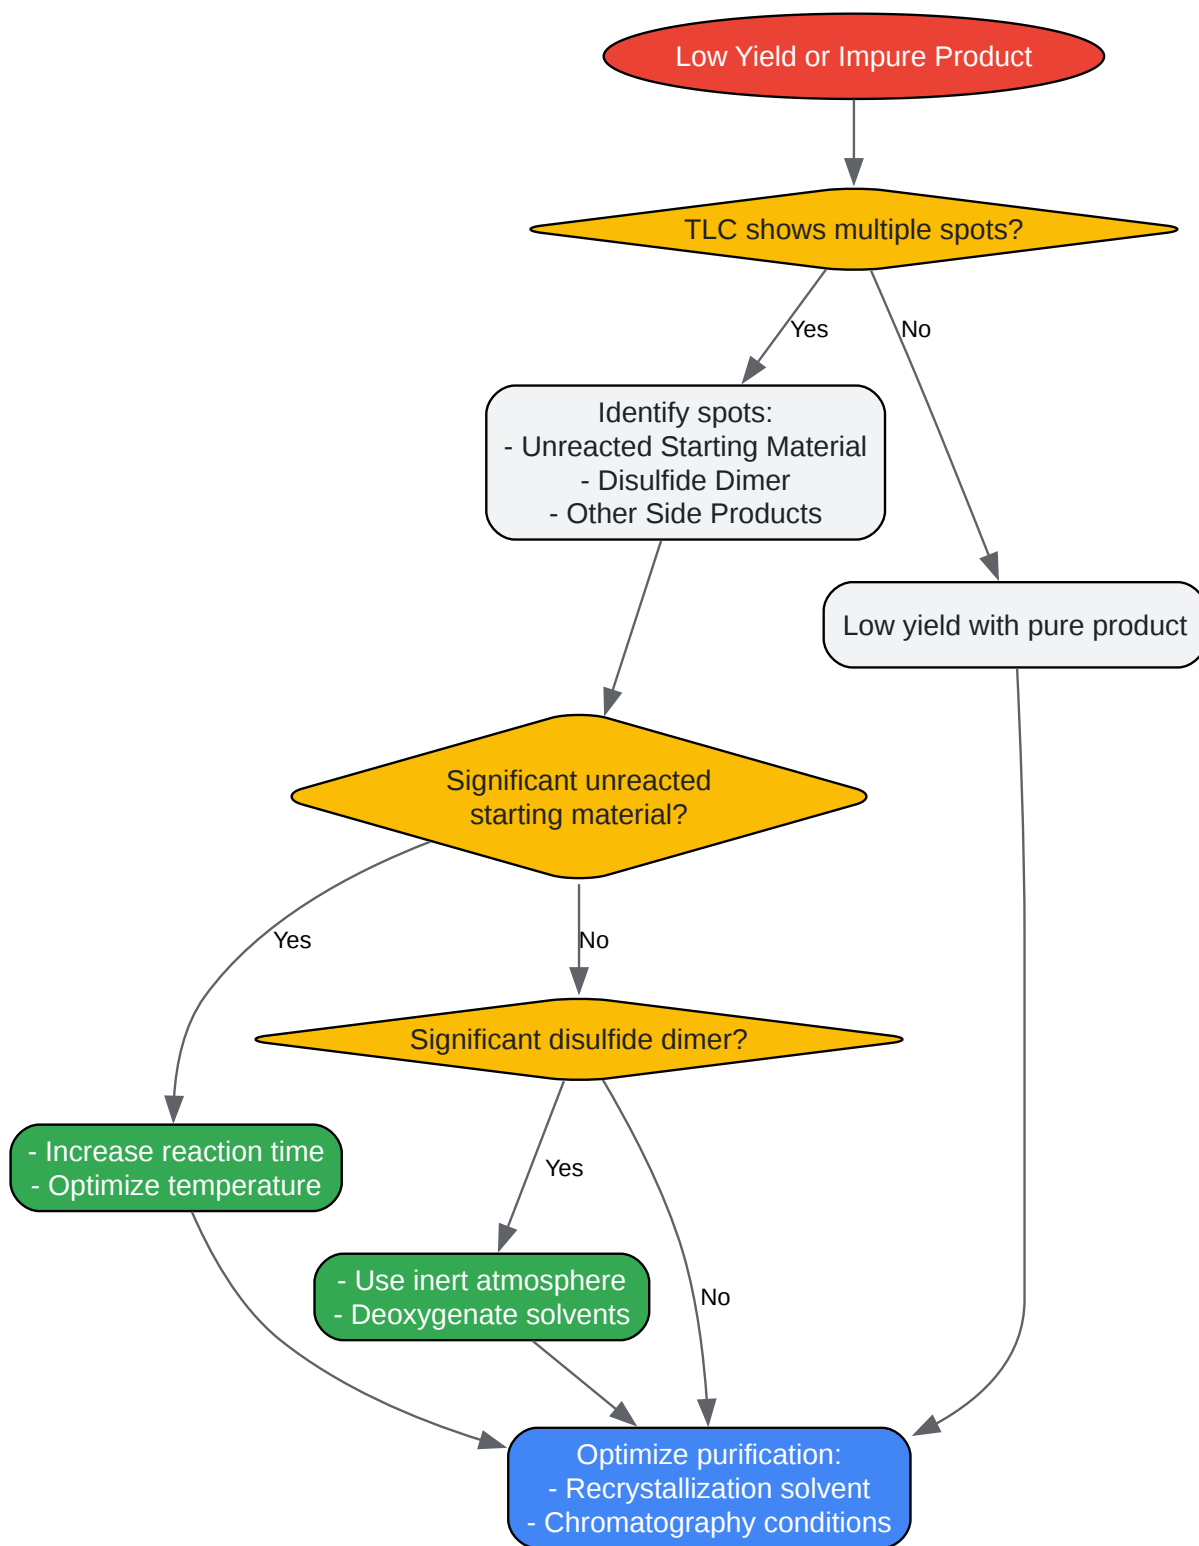 Low Yield or Impure Product
TLC shows multiple spots?
Yes
No
Identify spots:
- Unreacted Starting Material
- Disulfide Dimer
- Other Side Products
Low yield with pure product
Significant unreacted
starting material?
Yes
No
Significant disulfide dimer?
- Increase reaction time
- Optimize temperature
Yes
- Use inert atmosphere
- Deoxygenate solvents
No
Optimize purification:
- Recrystallization solvent
- Chromatography conditions